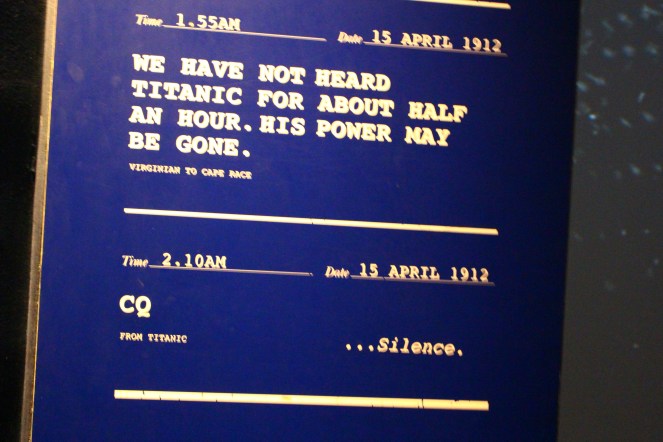 Time 1.55AM Date 15 APRIL 1912
WE HAVE NOT HEARD
TITANIC FOR ABOUT HALF
AN HOUR. HIS POWER MAY
BE GONE.
VIRGINIAN TO CAPE RACE
Time 2.10AM Date 15 APRIL 1912
CQ
FROM TITANIC
...Silence.